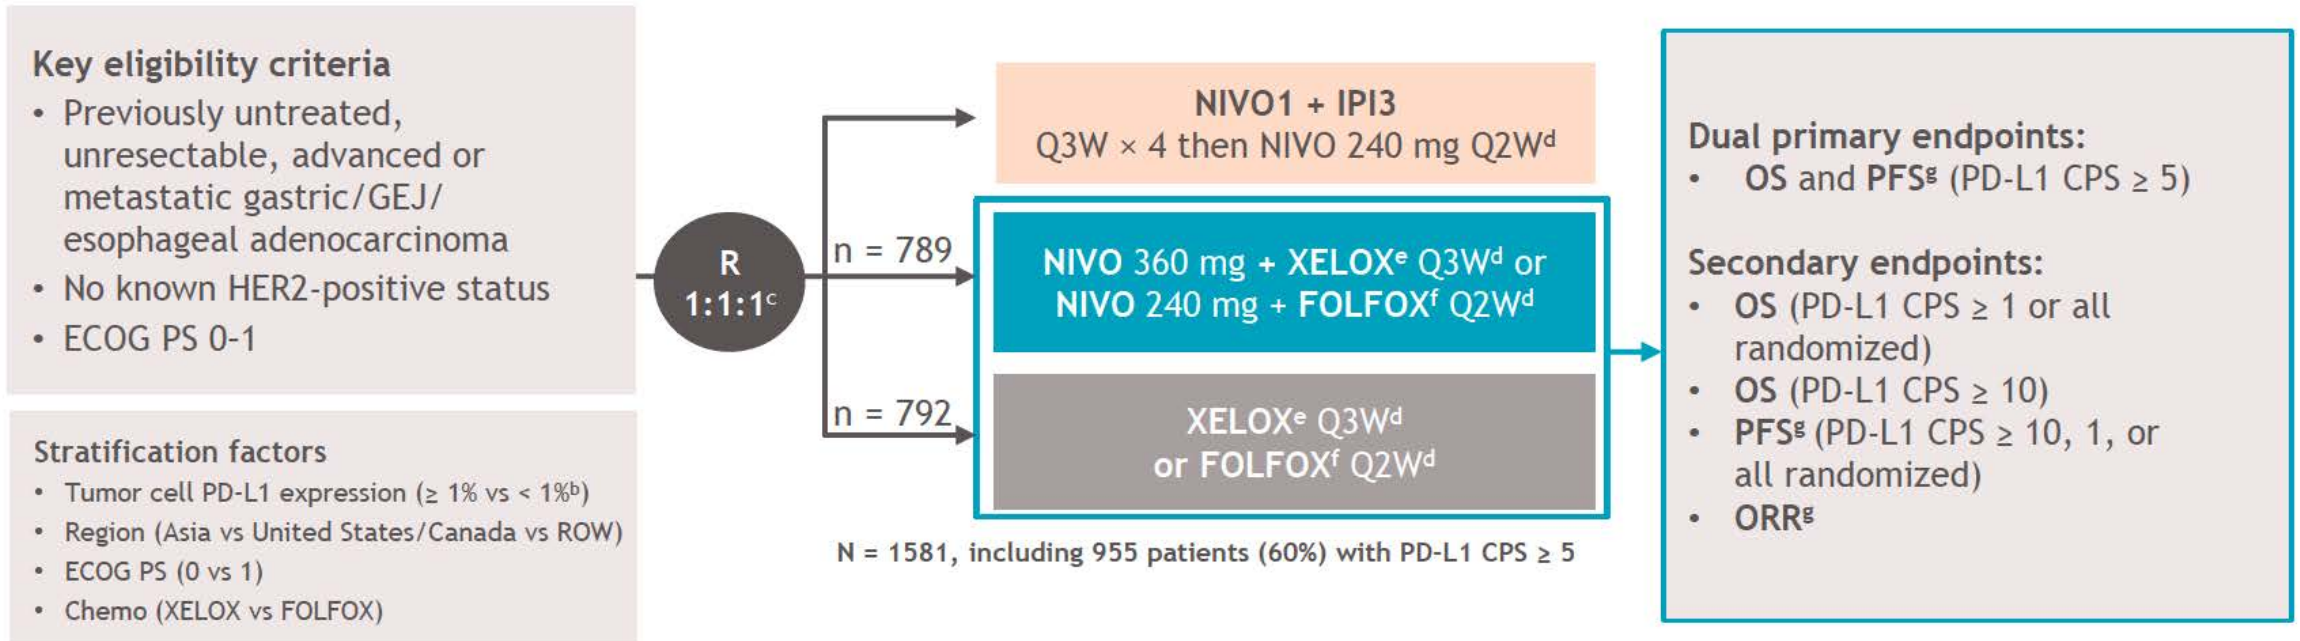 Key eligibility criteria
• Previously untreated,
unresectable, advanced or
metastatic gastric/GEJ/
esophageal adenocarcinoma
• No known HER2-positive status
• ECOG PS 0-1
Stratification factors
• Tumor cell PD-L1 expression (≥ 1% vs < 1%ᵇ)
• Region (Asia vs United States/Canada vs ROW)
• ECOG PS (0 vs 1)
• Chemo (XELOX vs FOLFOX)
R
1:1:1ᶜ
n = 789
n = 792
NIVO1 + IPI3
Q3W × 4 then NIVO 240 mg Q2Wᵈ
NIVO 360 mg + XELOXᵉ Q3Wᵈ or
NIVO 240 mg + FOLFOXᶠ Q2Wᵈ
XELOXᵉ Q3Wᵈ
or FOLFOXᶠ Q2Wᵈ
N = 1581, including 955 patients (60%) with PD-L1 CPS ≥ 5
Dual primary endpoints:
• OS and PFSᵍ (PD-L1 CPS ≥ 5)
Secondary endpoints:
• OS (PD-L1 CPS ≥ 1 or all
randomized)
• OS (PD-L1 CPS ≥ 10)
• PFSᵍ (PD-L1 CPS ≥ 10, 1, or
all randomized)
• ORRᵍ